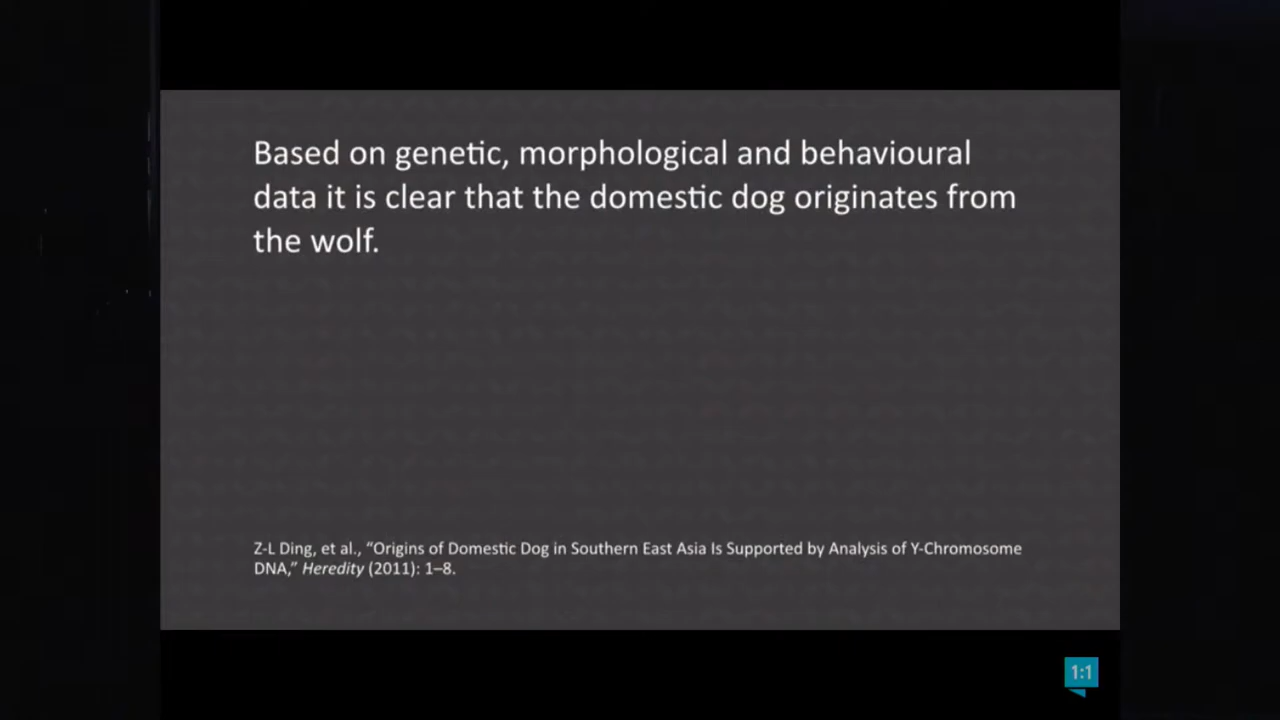 Based on genetic, morphological and behavioural
data it is clear that the domestic dog originates from
the wolf.
Z-L Ding, et al., “Origins of Domestic Dog in Southern East Asia Is Supported by Analysis of Y-Chromosome
DNA,” Heredity (2011): 1–8.
1:1